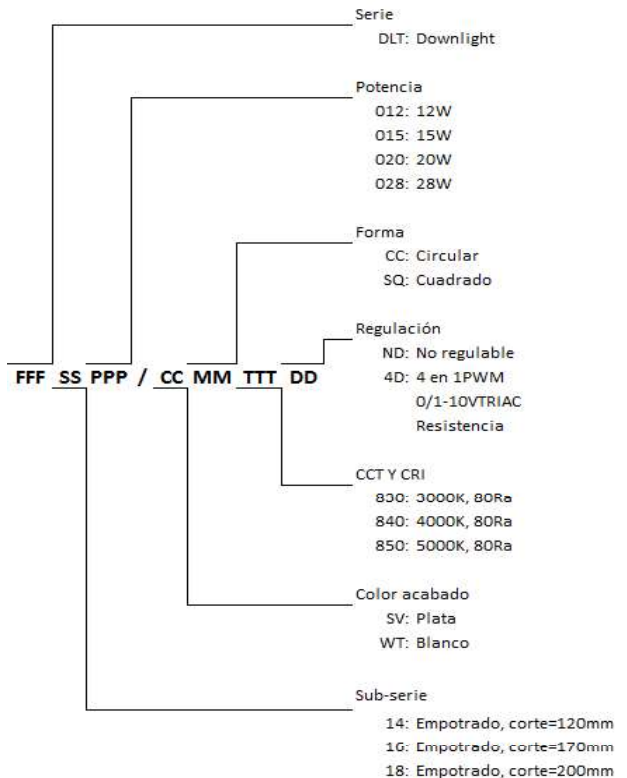 Serie
DLT: Downlight
Potencia
012: 12W
015: 15W
020: 20W
028: 28W
Forma
CC: Circular
SQ: Cuadrado
Regulación
ND: No regulable
4D: 4 en 1PWM
0/1-10VTRIAC
Resistencia
FFF SS PPP / CC MM TTT DD
CCT Y CRI
830: 3000K, 80Ra
840: 4000K, 80Ra
850: 5000K, 80Ra
Color acabado
SV: Plata
WT: Blanco
Sub-serie
14: Empotrado, corte=120mm
16: Empotrado, corte=170mm
18: Empotrado, corte=200mm